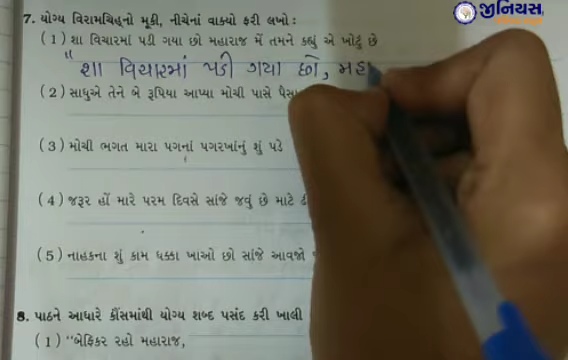 જીનિયસ
7. યોગ્ય વિરામચિહ્નો મૂકી, નીચેનાં વાક્યો ફરી લખો :
(1) શા વિચારમાં પડી ગયા છો મહારાજ મેં તમને કહ્યું એ ખોટું છે
"શા વિચારમાં પડી ગયા છો, મહા
(2) સાધુએ તેને બે રૂપિયા આપ્યા મોચી પાસે
(3) મોચી ભગત મારા પગનાં પગરખાંનું શું પડે
(4) જરૂર હોં મારે પરમ દિવસે સાંજે જવું છે માટે
(5) નાહકના શું કામ ધક્કા ખાઓ છો સાંજે આવજો
8. પાઠને આધારે કૌંસમાંથી યોગ્ય શબ્દ પસંદ કરી ખાલી
(1) "બેફિકર રહો મહારાજ,